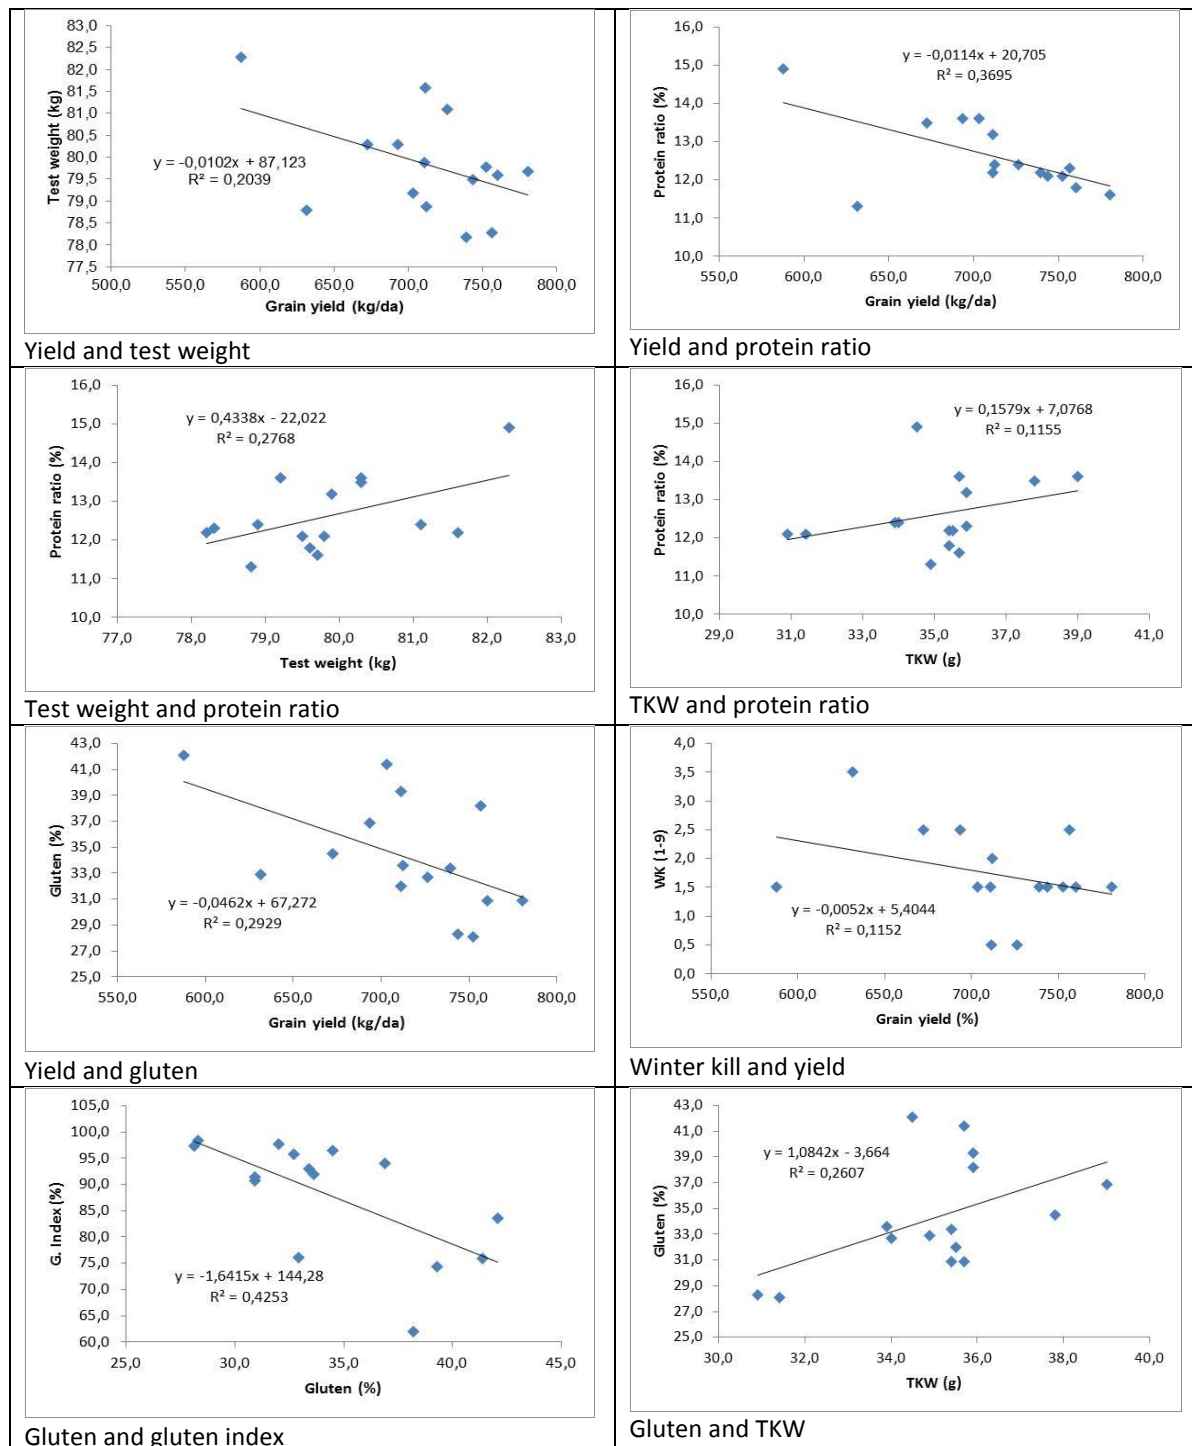 83,0
82,5
82,0
81,5
81,0
80,5
80,0
79,5
79,0
78,5
78,0
77,5
Test weight (kg)
y = -0,0102x + 87,123
R² = 0,2039
500,0 550,0 600,0 650,0 700,0 750,0 800,0
Grain yield (kg/da)
Yield and test weight
16,0
15,0
14,0
13,0
12,0
11,0
10,0
Protein ratio (%)
y = -0,0114x + 20,705
R² = 0,3695
550,0 600,0 650,0 700,0 750,0 800,0
Grain yield (kg/da)
Yield and protein ratio
16,0
15,0
14,0
13,0
12,0
11,0
10,0
Protein ratio (%)
y = 0,4338x - 22,022
R² = 0,2768
77,0 78,0 79,0 80,0 81,0 82,0 83,0
Test weight (kg)
Test weight and protein ratio
16,0
15,0
14,0
13,0
12,0
11,0
10,0
Protein ratio (%)
y = 0,1579x + 7,0768
R² = 0,1155
29,0 31,0 33,0 35,0 37,0 39,0 41,0
TKW (g)
TKW and protein ratio
43,0
41,0
39,0
37,0
35,0
33,0
31,0
29,0
27,0
25,0
Gluten (%)
y = -0,0462x + 67,272
R² = 0,2929
550,0 600,0 650,0 700,0 750,0 800,0
Grain yield (kg/da)
Yield and gluten
4,0
3,5
3,0
2,5
2,0
1,5
1,0
0,5
0,0
WK (1-9)
y = -0,0052x + 5,4044
R² = 0,1152
550,0 600,0 650,0 700,0 750,0 800,0
Grain yield (%)
Winter kill and yield
105,0
100,0
95,0
90,0
85,0
80,0
75,0
70,0
65,0
60,0
G. Index (%)
y = -1,6415x + 144,28
R² = 0,4253
25,0 30,0 35,0 40,0 45,0
Gluten (%)
Gluten and gluten index
43,0
41,0
39,0
37,0
35,0
33,0
31,0
29,0
27,0
25,0
Gluten (%)
y = 1,0842x - 3,664
R² = 0,2607
30,0 32,0 34,0 36,0 38,0 40,0
TKW (g)
Gluten and TKW